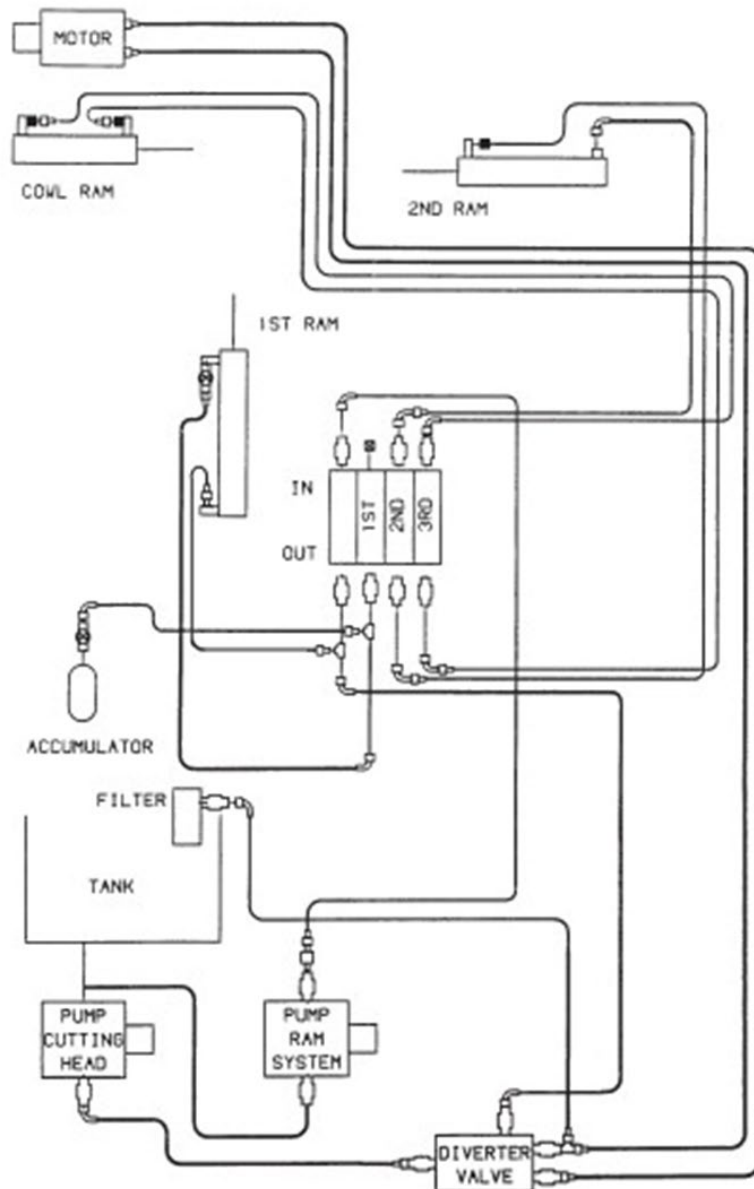 MOTOR
COWL RAM
2ND RAM
1ST RAM
IN
OUT
1ST
2ND
3RD
ACCUMULATOR
FILTER
TANK
PUMP
CUTTING
HEAD
PUMP
RAM
SYSTEM
DIVERTER
VALVE